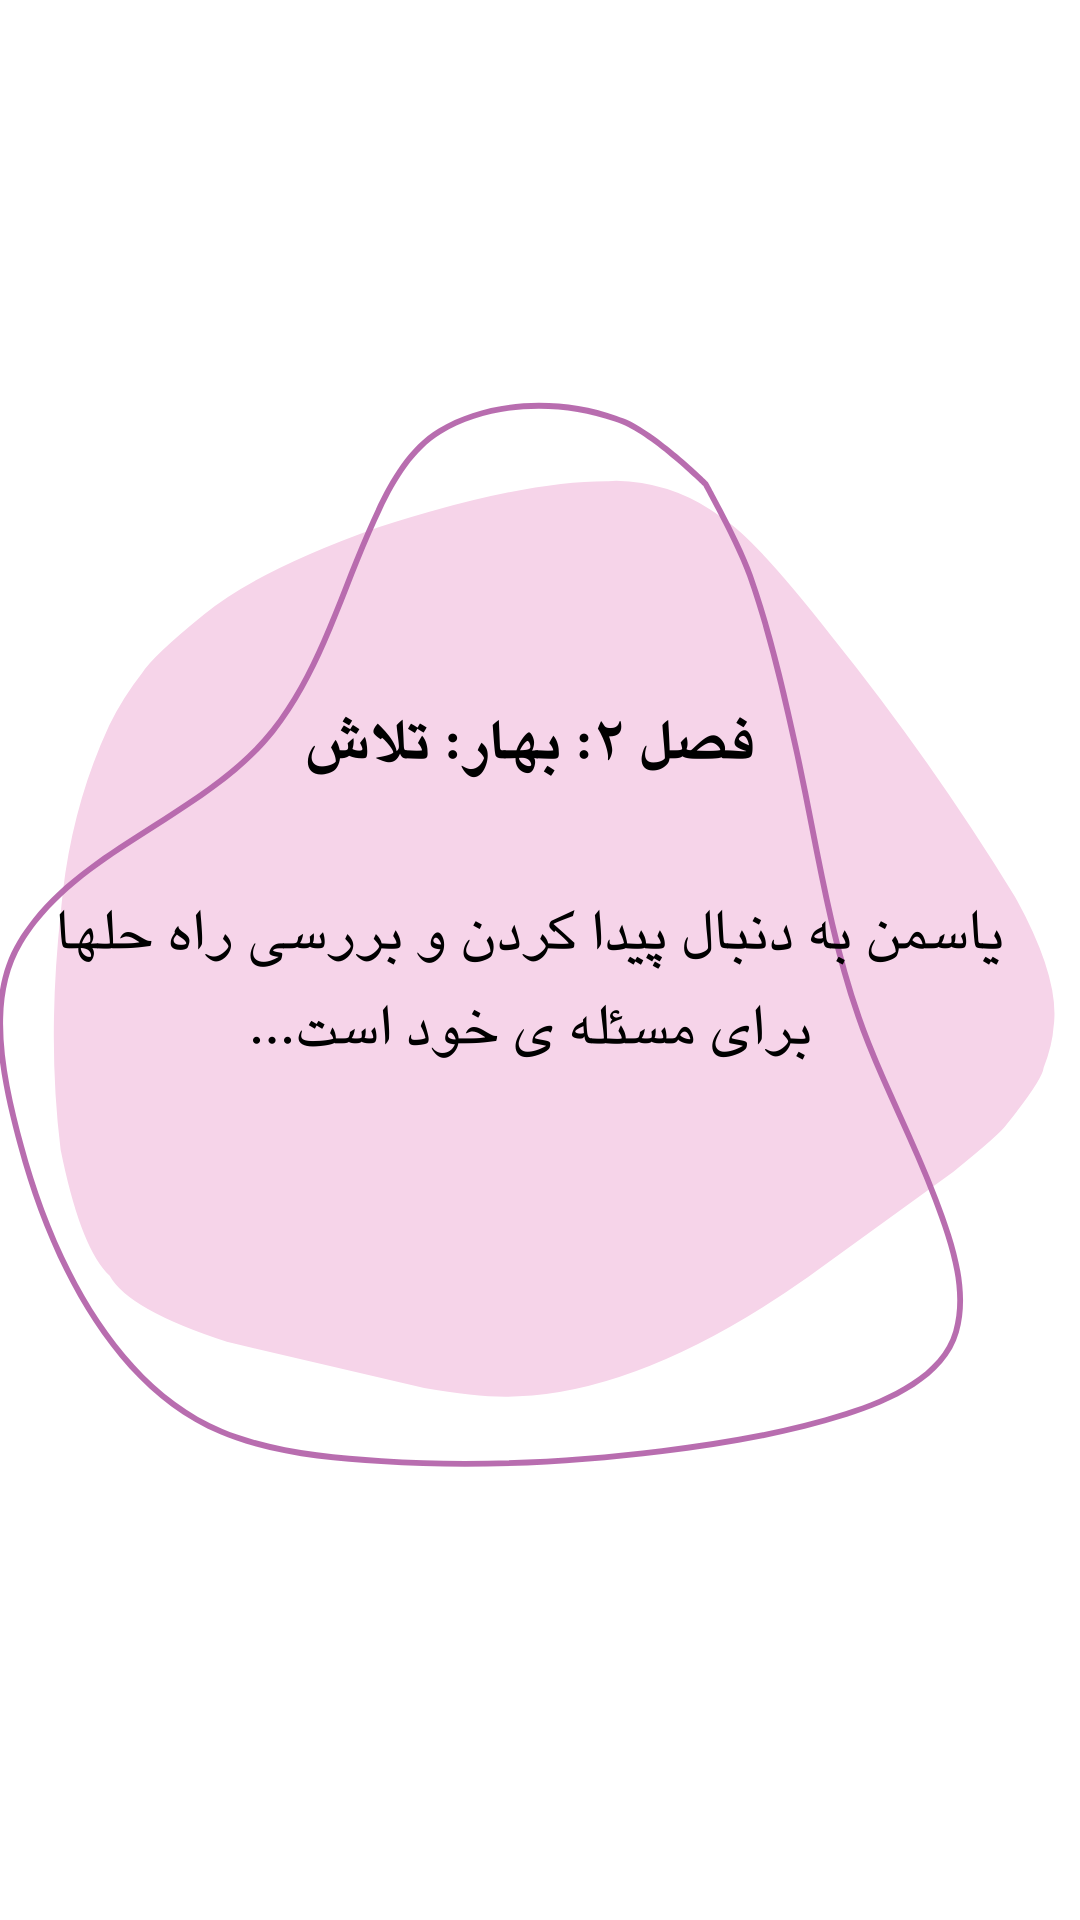 فصل ۲: بهار: تلاش
یاسمن به دنبال پیدا کردن و بررسی راه حلها
برای مسئله ی خود است...